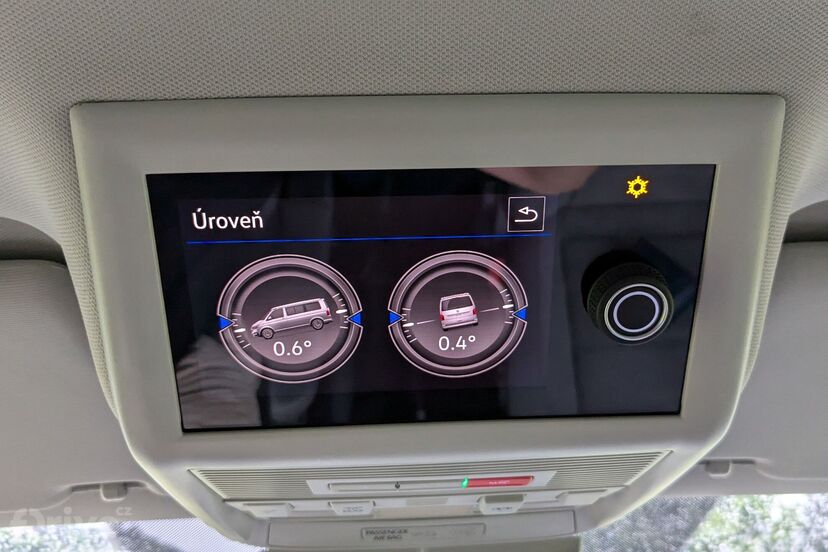 Úroveň
0.6°
0.4°
PASSENGER
AIR BAG